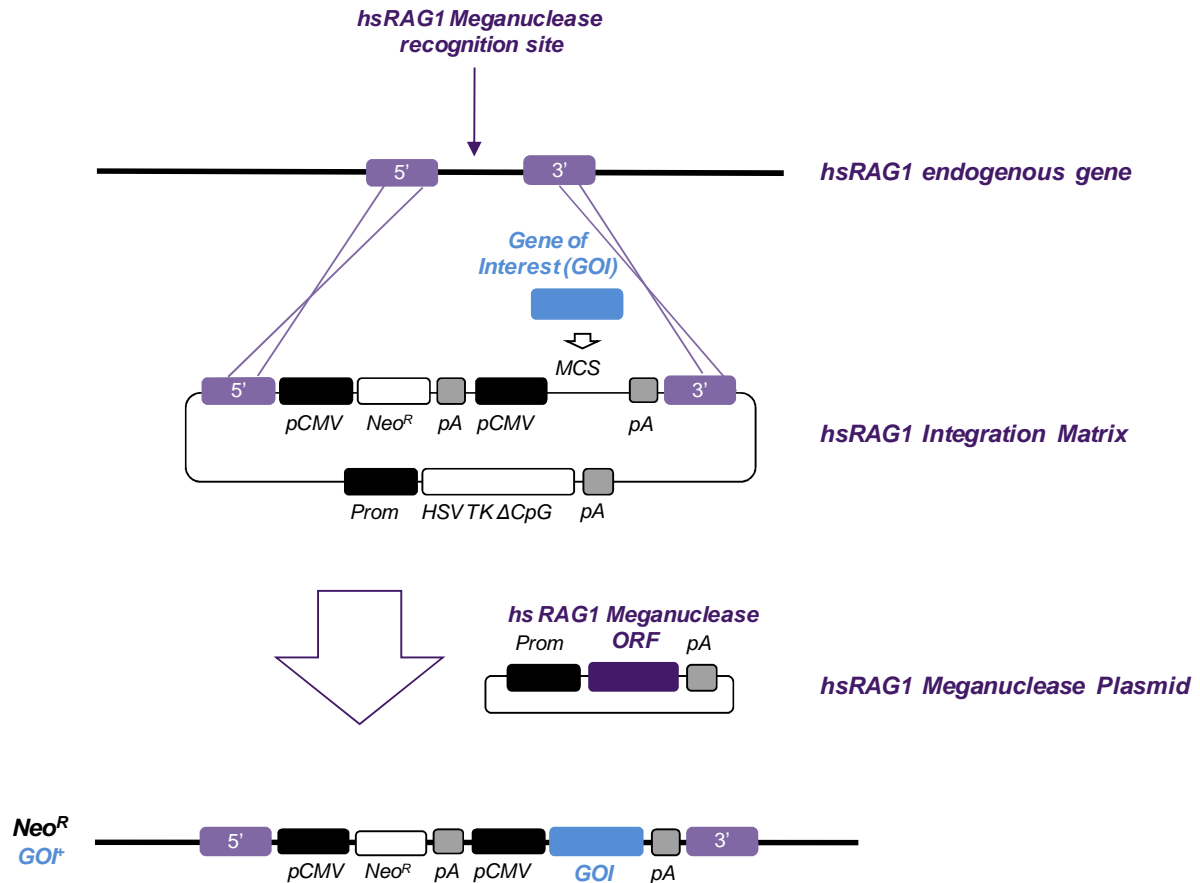 hsRAG1 Meganuclease
recognition site
5’
3’
hsRAG1 endogenous gene
Gene of
Interest (GOI)
MCS
5’
3’
pCMV
Neoᴿ
pA
pCMV
pA
hsRAG1 Integration Matrix
Prom
HSV TK ΔCpG
pA
hs RAG1 Meganuclease
ORF
Prom
pA
hsRAG1 Meganuclease Plasmid
Neoᴿ
GOI⁺
5’
3’
pCMV
Neoᴿ
pA
pCMV
GOI
pA